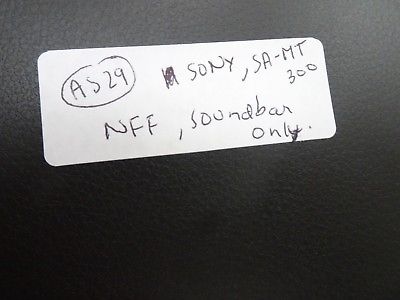 AS29 SONY, SA-MT
300
NFF, soundbar
only.